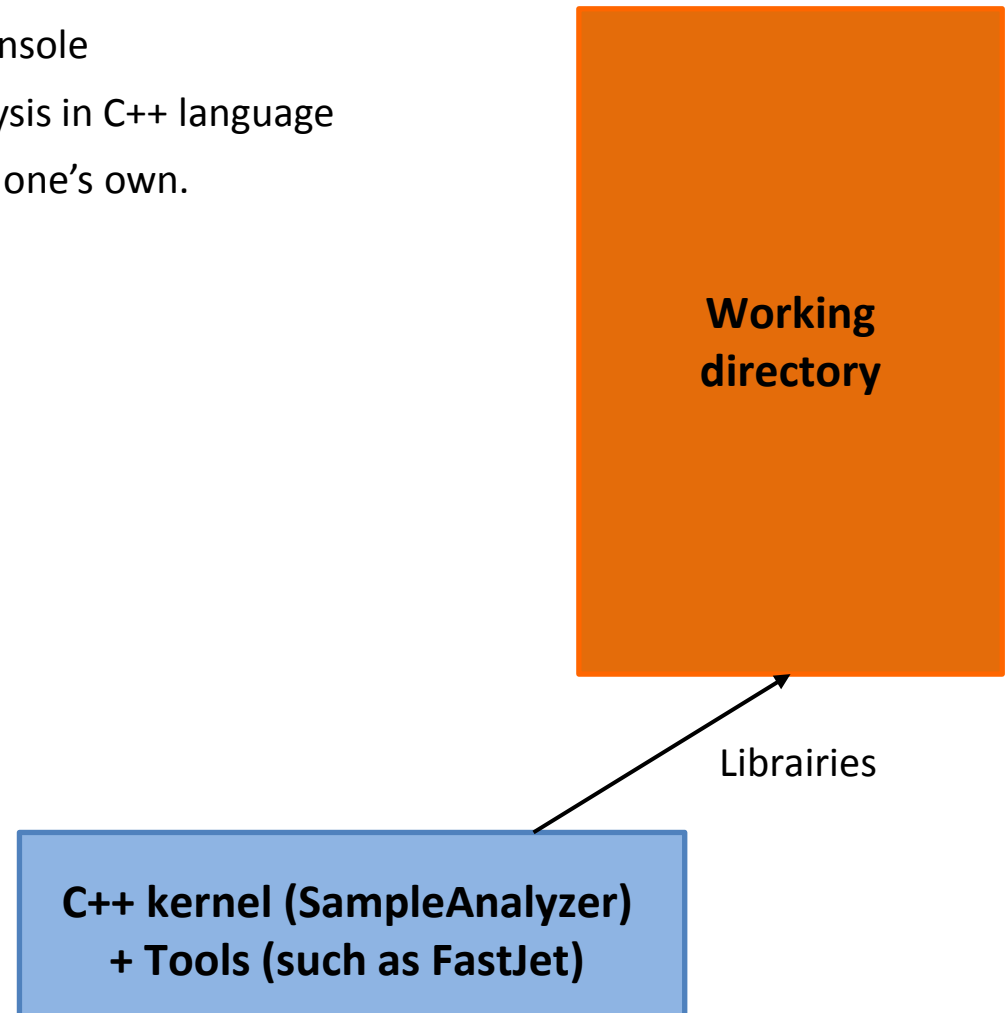 nsole
ysis in C++ language
one’s own.
Working
directory
Librairies
C++ kernel (SampleAnalyzer)
+ Tools (such as FastJet)